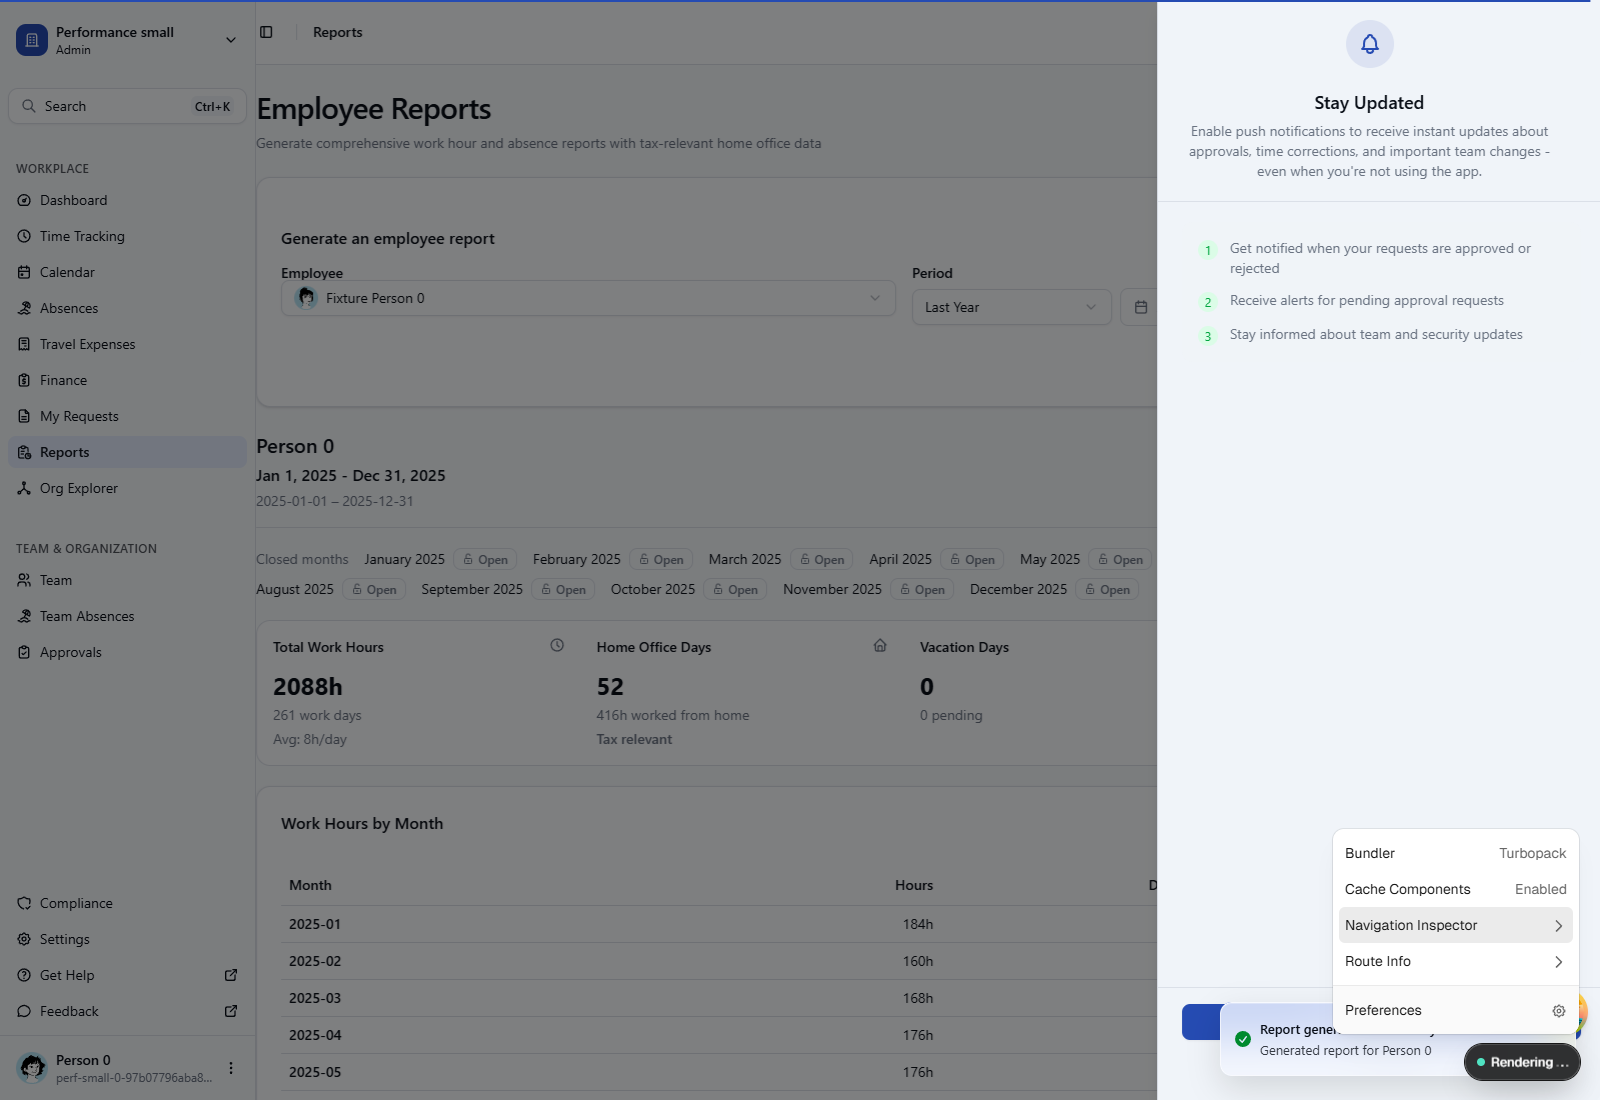 Performance small
Admin
Search Ctrl+K
WORKPLACE
Dashboard
Time Tracking
Calendar
Absences
Travel Expenses
Finance
My Requests
Reports
Org Explorer
TEAM & ORGANIZATION
Team
Team Absences
Approvals
Compliance
Settings
Get Help
Feedback
Person 0
perf-small-0-97b07796aba8...
Reports
Employee Reports
Generate comprehensive work hour and absence reports with tax-relevant home office data
Generate an employee report
Employee
Fixture Person 0
Period
Last Year
Person 0
Jan 1, 2025 - Dec 31, 2025
2025-01-01 – 2025-12-31
Closed months January 2025 Open February 2025 Open March 2025 Open April 2025 Open May 2025 Open
August 2025 Open September 2025 Open October 2025 Open November 2025 Open December 2025 Open
Total Work Hours
2088h
261 work days
Avg: 8h/day
Home Office Days
52
416h worked from home
Tax relevant
Vacation Days
0
0 pending
Work Hours by Month
Month Hours D
2025-01 184h
2025-02 160h
2025-03 168h
2025-04 176h
2025-05 176h
Stay Updated
Enable push notifications to receive instant updates about
approvals, time corrections, and important team changes -
even when you're not using the app.
1 Get notified when your requests are approved or
rejected
2 Receive alerts for pending approval requests
3 Stay informed about team and security updates
Bundler Turbopack
Cache Components Enabled
Navigation Inspector
Route Info
Preferences
Report
Generated report for Person 0
Rendering ...